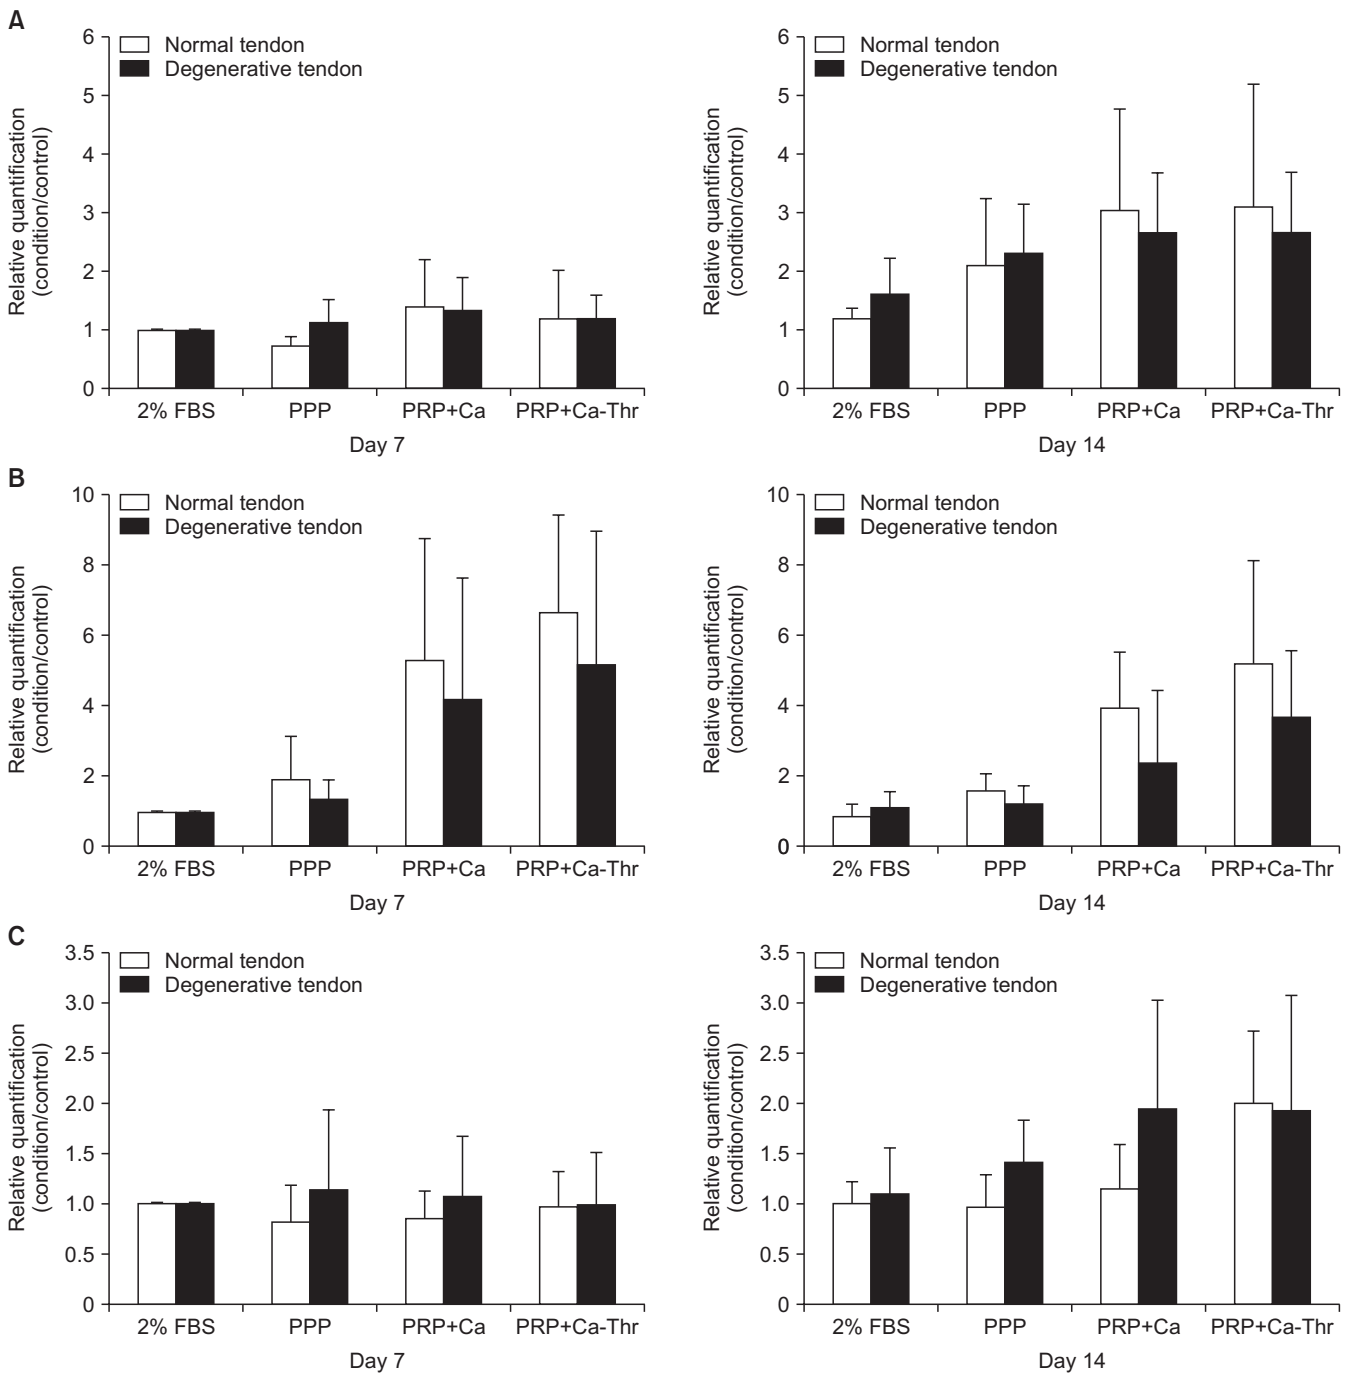 A
Relative quantification
(condition/control)
6
5
4
3
2
1
0
Normal tendon
Degenerative tendon
2% FBS PPP PRP+Ca PRP+Ca-Thr
Day 7
Relative quantification
(condition/control)
6
5
4
3
2
1
0
Normal tendon
Degenerative tendon
2% FBS PPP PRP+Ca PRP+Ca-Thr
Day 14
B
Relative quantification
(condition/control)
10
8
6
4
2
0
Normal tendon
Degenerative tendon
2% FBS PPP PRP+Ca PRP+Ca-Thr
Day 7
Relative quantification
(condition/control)
10
8
6
4
2
0
Normal tendon
Degenerative tendon
2% FBS PPP PRP+Ca PRP+Ca-Thr
Day 14
C
Relative quantification
(condition/control)
3.5
3.0
2.5
2.0
1.5
1.0
0.5
0
Normal tendon
Degenerative tendon
2% FBS PPP PRP+Ca PRP+Ca-Thr
Day 7
Relative quantification
(condition/control)
3.5
3.0
2.5
2.0
1.5
1.0
0.5
0
Normal tendon
Degenerative tendon
2% FBS PPP PRP+Ca PRP+Ca-Thr
Day 14